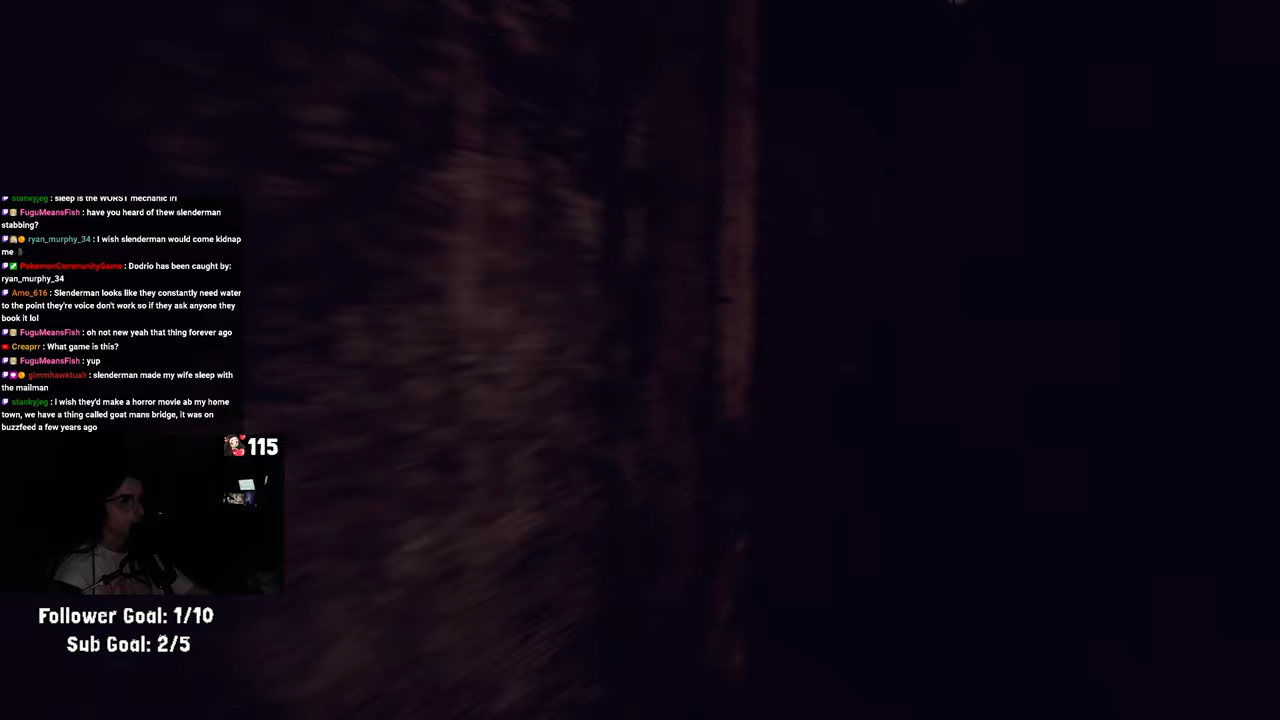 stankyjeg : sleep is the WORST mechanic irl
FuguMeansFish : have you heard of thew slenderman
stabbing?
ryan_murphy_34 : I wish slenderman would come kidnap
me
PokemonCommunityGame : Dodrio has been caught by:
ryan_murphy_34
Amo_616 : Slenderman looks like they constantly need water
to the point they're voice don't work so if they ask anyone they
book it lol
FuguMeansFish : oh not new yeah that thing forever ago
Creaprr : What game is this?
FuguMeansFish : yup
gimmhawktuah : slenderman made my wife sleep with
the mailman
stankyjeg : I wish they'd make a horror movie ab my home
town, we have a thing called goat mans bridge, it was on
buzzfeed a few years ago
115
Follower Goal: 1/10
Sub Goal: 2/5